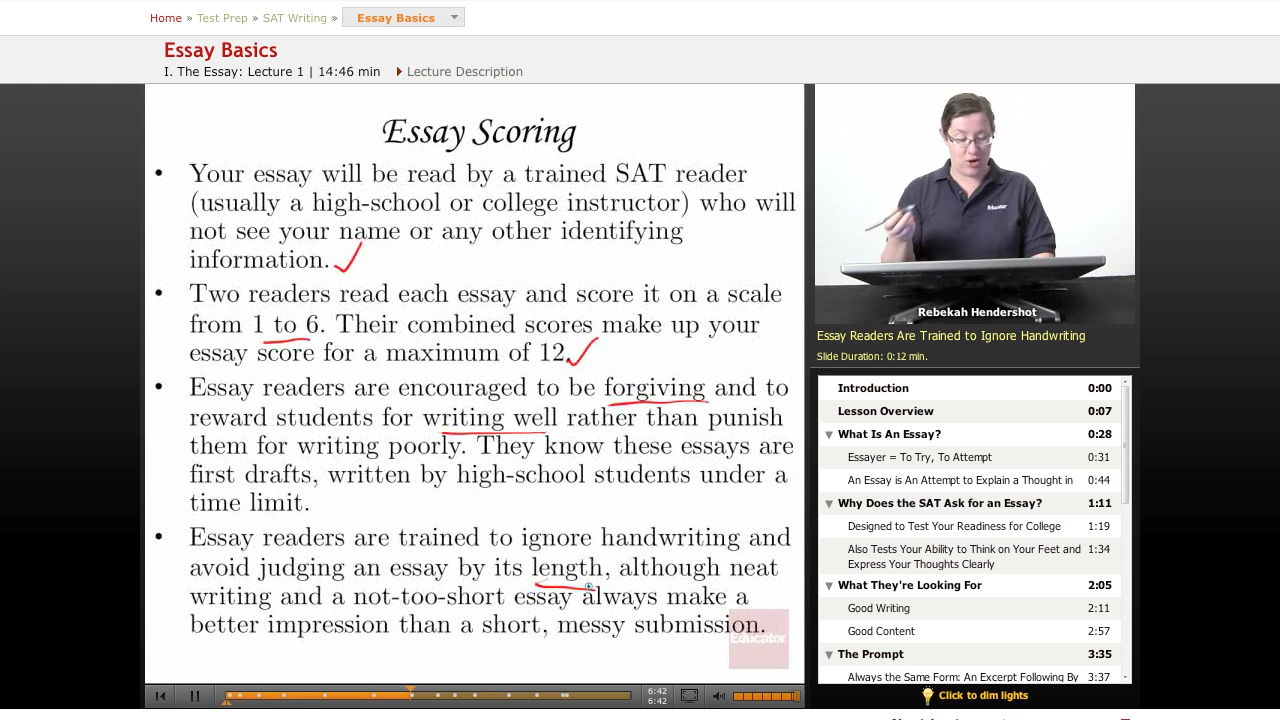 Home » Test Prep » SAT Writing » Essay Basics
Essay Basics
I. The Essay: Lecture 1 | 14:46 min Lecture Description
Essay Scoring
• Your essay will be read by a trained SAT reader
(usually a high-school or college instructor) who will
not see your name or any other identifying
information.
• Two readers read each essay and score it on a scale
from 1 to 6. Their combined scores make up your
essay score for a maximum of 12.
• Essay readers are encouraged to be forgiving and to
reward students for writing well rather than punish
them for writing poorly. They know these essays are
first drafts, written by high-school students under a
time limit.
• Essay readers are trained to ignore handwriting and
avoid judging an essay by its length, although neat
writing and a not-too-short essay always make a
better impression than a short, messy submission.
Educator
6:42
6:42
Educator
Rebekah Hendershot
Essay Readers Are Trained to Ignore Handwriting
Slide Duration: 0:12 min.
Introduction 0:00
Lesson Overview 0:07
What Is An Essay? 0:28
Essayer = To Try, To Attempt 0:31
An Essay is An Attempt to Explain a Thought in 0:44
Why Does the SAT Ask for an Essay? 1:11
Designed to Test Your Readiness for College 1:19
Also Tests Your Ability to Think on Your Feet and 1:34
Express Your Thoughts Clearly
What They're Looking For 2:05
Good Writing 2:11
Good Content 2:57
The Prompt 3:35
Always the Same Form: An Excerpt Following By 3:37
Click to dim lights